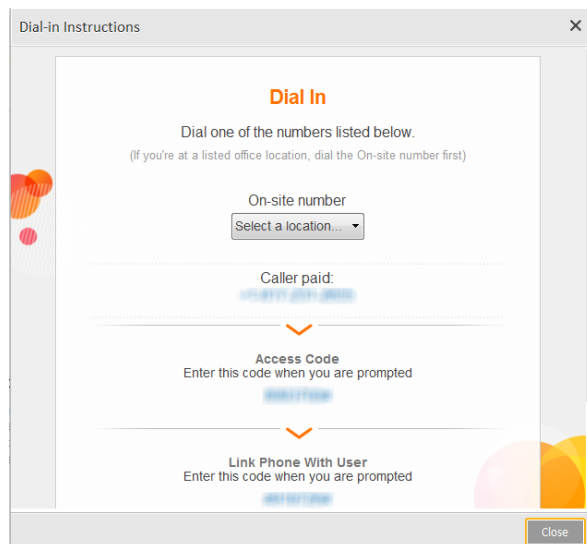 Dial-in Instructions
Dial In
Dial one of the numbers listed below.
(If you're at a listed office location, dial the On-site number first)
On-site number
Select a location...
Caller paid:
Access Code
Enter this code when you are prompted
Link Phone With User
Enter this code when you are prompted
Close